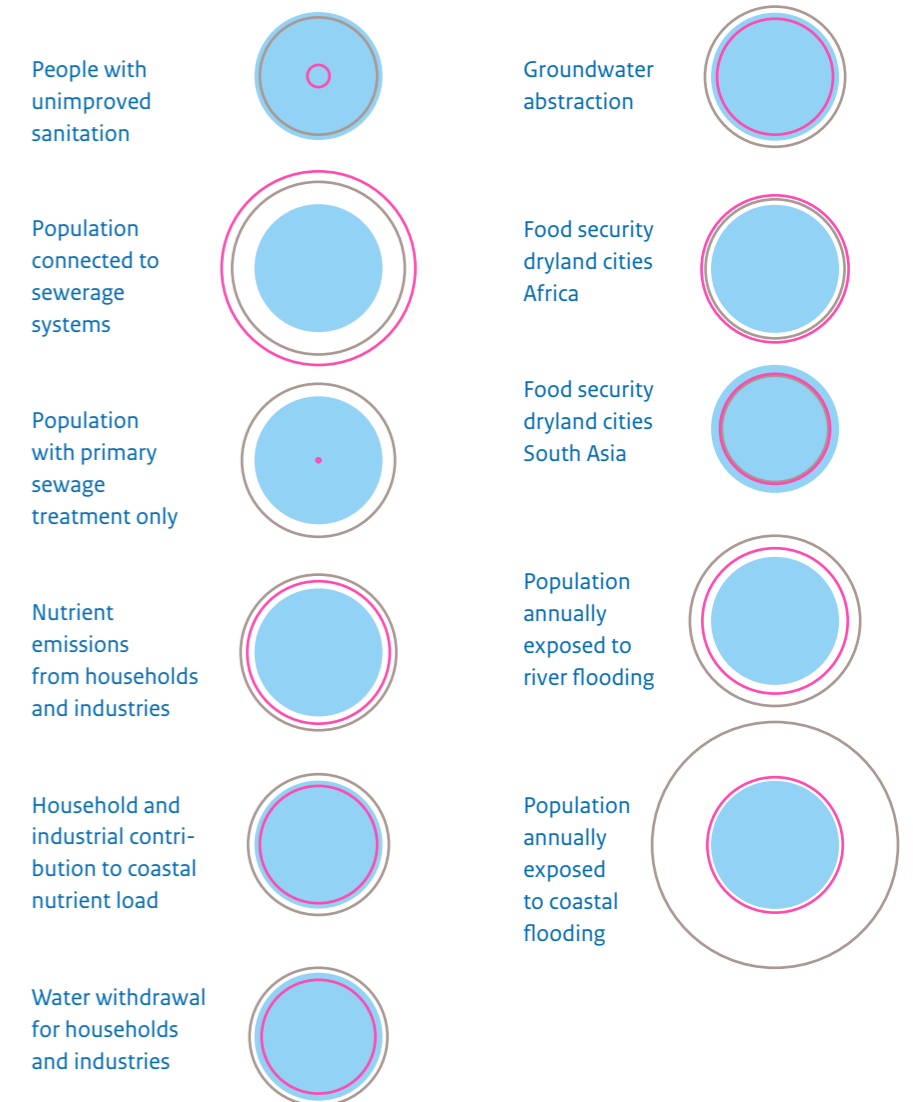 People with
unimproved
sanitation
Population
connected to
sewerage
systems
Population
with primary
sewage
treatment only
Nutrient
emissions
from households
and industries
Household and
industrial contri-
bution to coastal
nutrient load
Water withdrawal
for households
and industries
Groundwater
abstraction
Food security
dryland cities
Africa
Food security
dryland cities
South Asia
Population
annually
exposed to
river flooding
Population
annually
exposed
to coastal
flooding